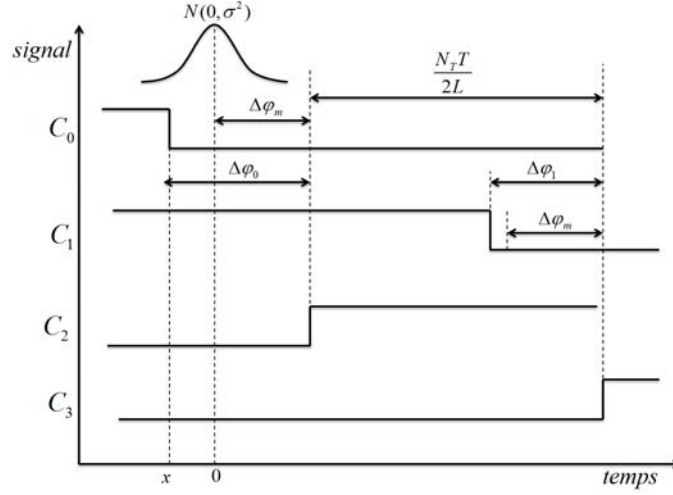 N(0,σ²)
signal
N_T T
2L
Δφ_m
C_0
Δφ_0
Δφ_1
C_1
Δφ_m
C_2
C_3
x 0 temps